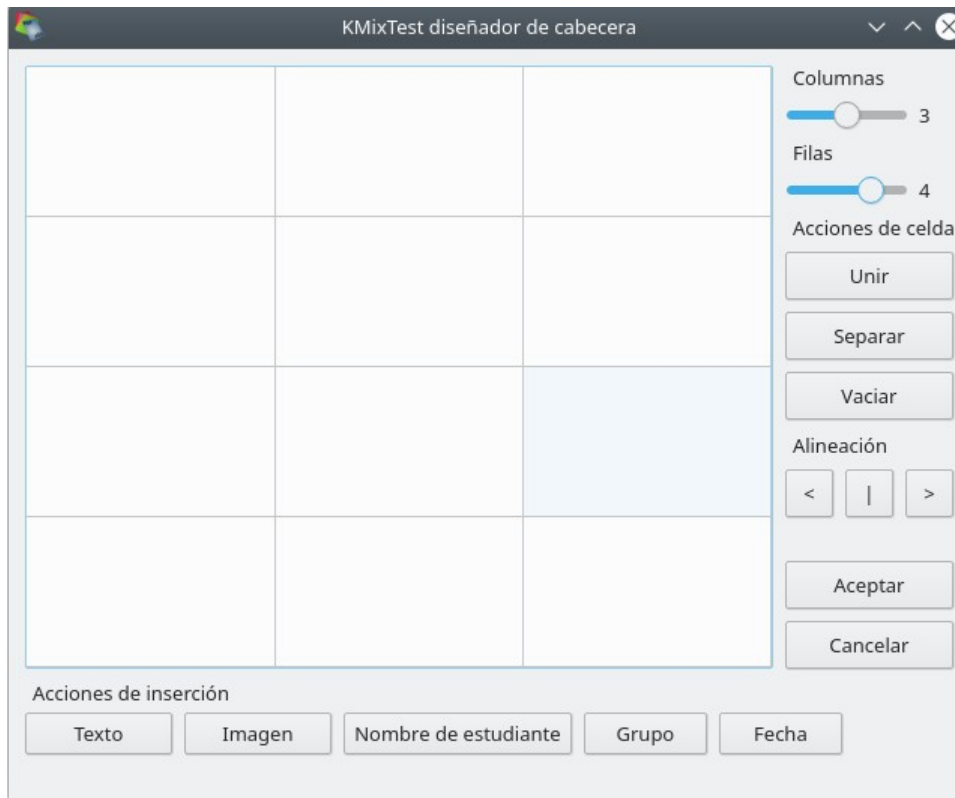 KMixTest diseñador de cabecera
Columnas
3
Filas
4
Acciones de celda
Unir
Separar
Vaciar
Alineación
< | >
Aceptar
Cancelar
Acciones de inserción
Texto Imagen Nombre de estudiante Grupo Fecha